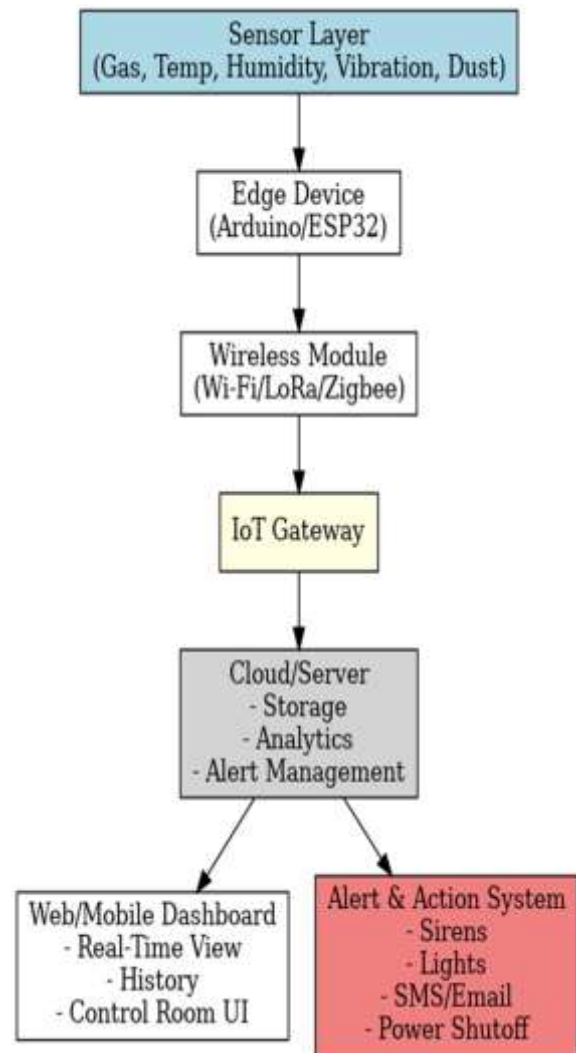 Sensor Layer
(Gas, Temp, Humidity, Vibration, Dust)
Edge Device
(Arduino/ESP32)
Wireless Module
(Wi-Fi/LoRa/Zigbee)
IoT Gateway
Cloud/Server
- Storage
- Analytics
- Alert Management
Web/Mobile Dashboard
- Real-Time View
- History
- Control Room UI
Alert & Action System
- Sirens
- Lights
- SMS/Email
- Power Shutoff